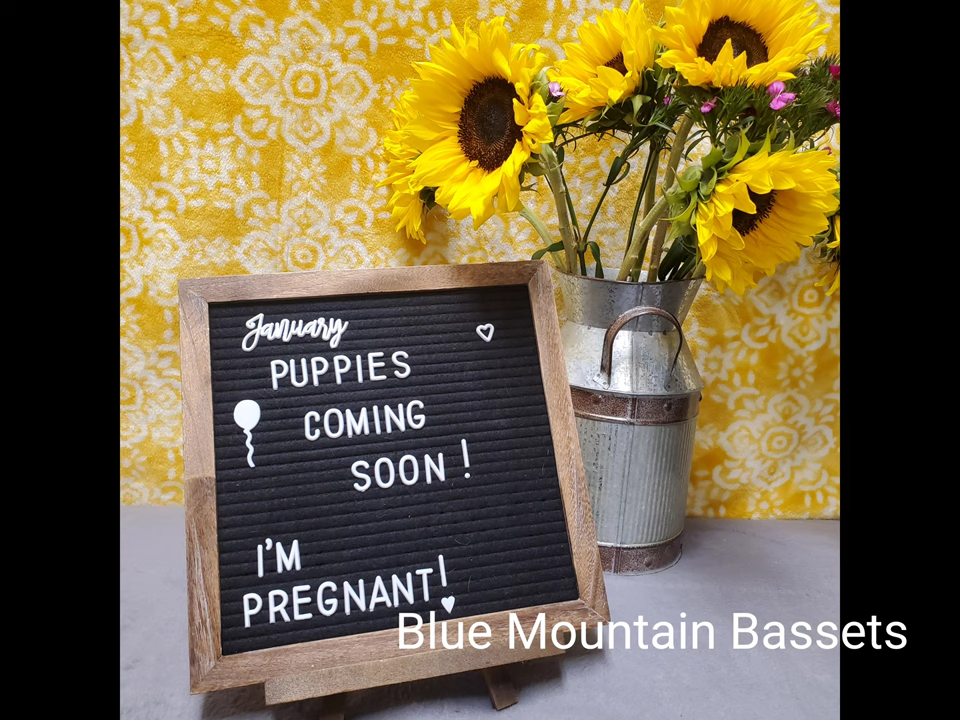 January
PUPPIES
COMING
SOON!
I'M
PREGNANT!
Blue Mountain Bassets